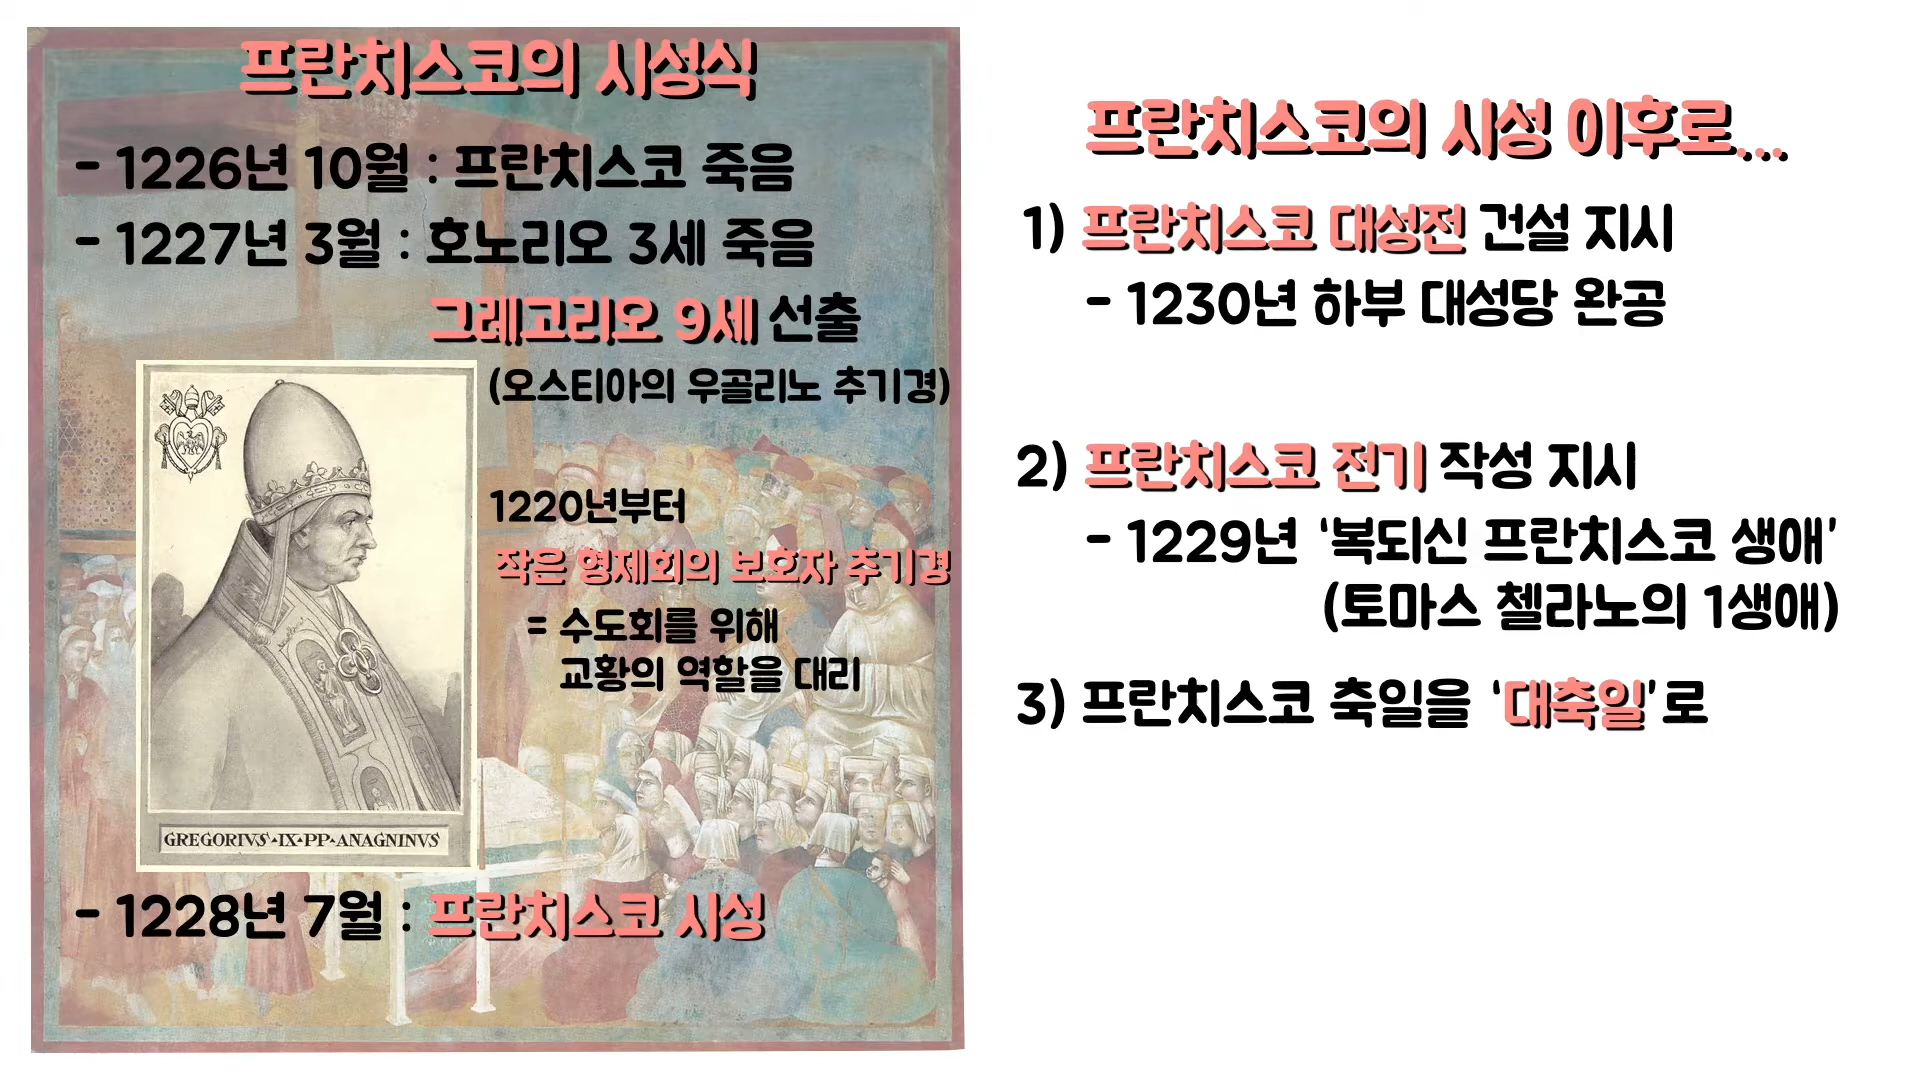 프란치스코의 시성식
- 1226년 10월 : 프란치스코 죽음
- 1227년 3월 : 호노리오 3세 죽음
그레고리오 9세 선출
(오스티아의 우골리노 추기경)
1220년부터
작은 형제회의 보호자 추기경
= 수도회를 위해
교황의 역할을 대리
GREGORIVS·IX·PP·ANAGNINVS
- 1228년 7월 : 프란치스코 시성
프란치스코의 시성 이후로...
1) 프란치스코 대성전 건설 지시
- 1230년 하부 대성당 완공
2) 프란치스코 전기 작성 지시
- 1229년 ‘복되신 프란치스코 생애’
(토마스 첼라노의 1생애)
3) 프란치스코 축일을 ‘대축일’로